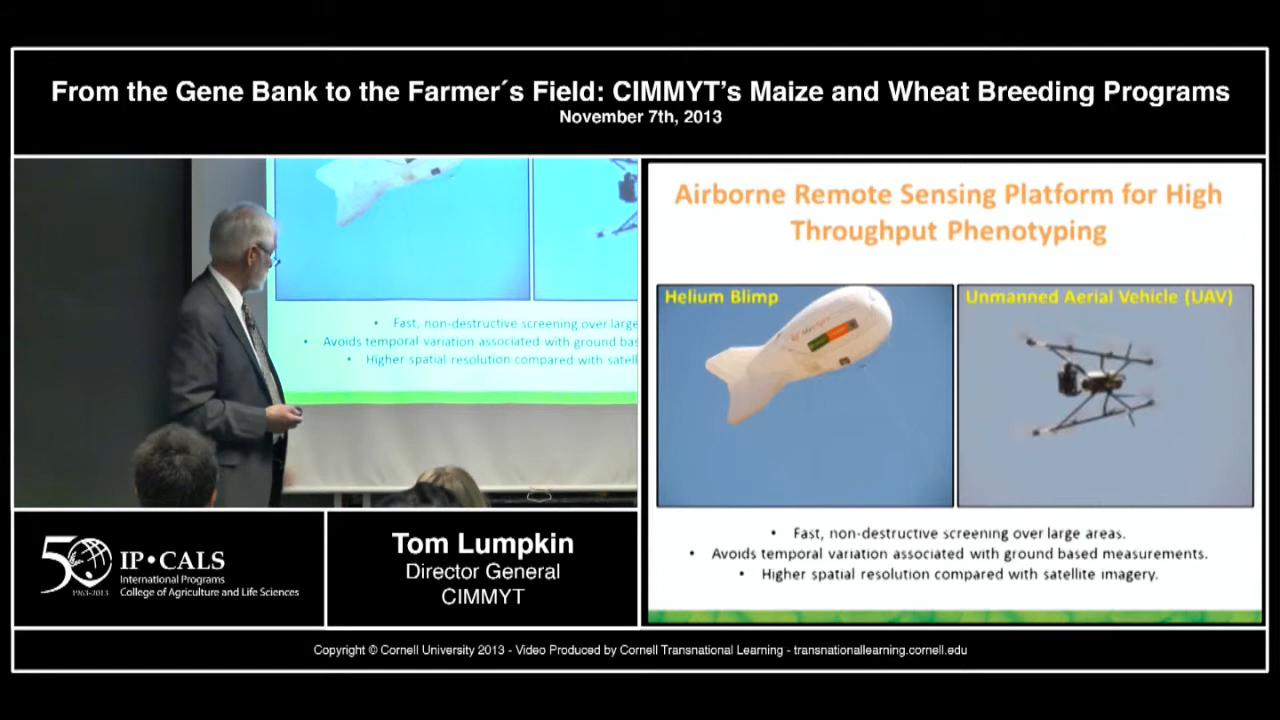 From the Gene Bank to the Farmer´s Field: CIMMYT's Maize and Wheat Breeding Programs
November 7th, 2013
• Fast, non-destructive screening over large
• Avoids temporal variation associated with ground bas
• Higher spatial resolution compared with satell
Airborne Remote Sensing Platform for High
Throughput Phenotyping
Helium Blimp
Unmanned Aerial Vehicle (UAV)
• Fast, non-destructive screening over large areas.
• Avoids temporal variation associated with ground based measurements.
• Higher spatial resolution compared with satellite imagery.
50
1963-2013
IP•CALS
International Programs
College of Agriculture and Life Sciences
Tom Lumpkin
Director General
CIMMYT
Copyright © Cornell University 2013 - Video Produced by Cornell Transnational Learning - transnationallearning.cornell.edu